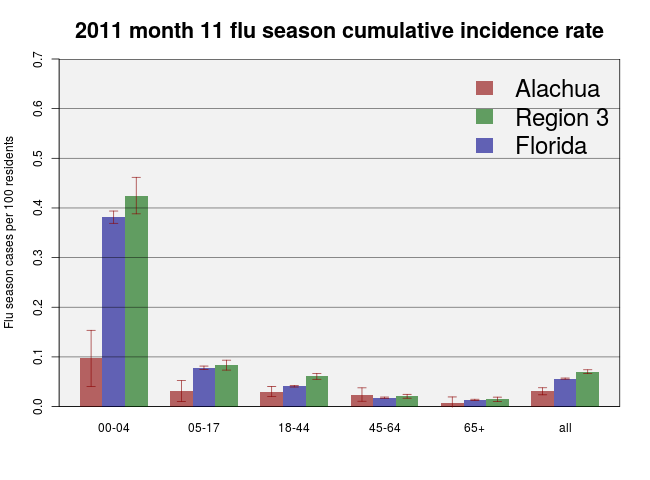 2011 month 11 flu season cumulative incidence rate
Flu season cases per 100 residents
0.7
0.6
0.5
0.4
0.3
0.2
0.1
0.0
Alachua
Region 3
Florida
00-04 05-17 18-44 45-64 65+ all